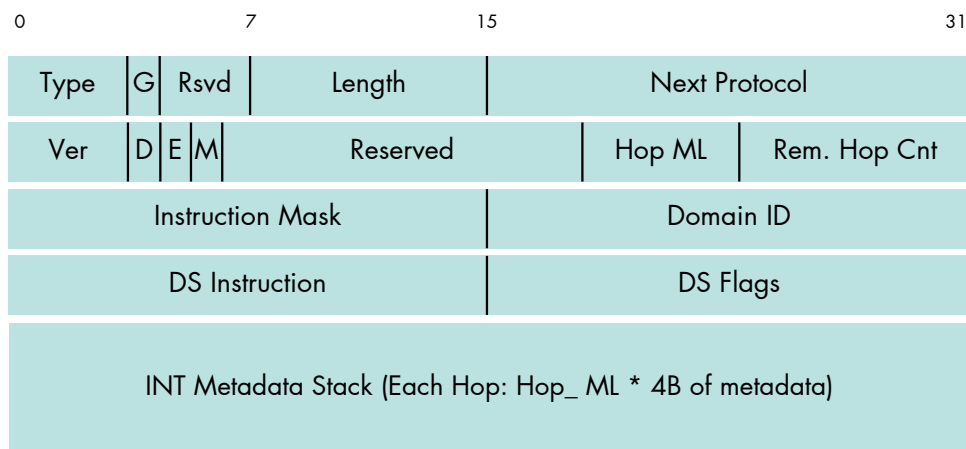 0 7 15 31
Type G Rsvd Length Next Protocol
Ver D E M Reserved Hop ML Rem. Hop Cnt
Instruction Mask Domain ID
DS Instruction DS Flags
INT Metadata Stack (Each Hop: Hop_ ML * 4B of metadata)